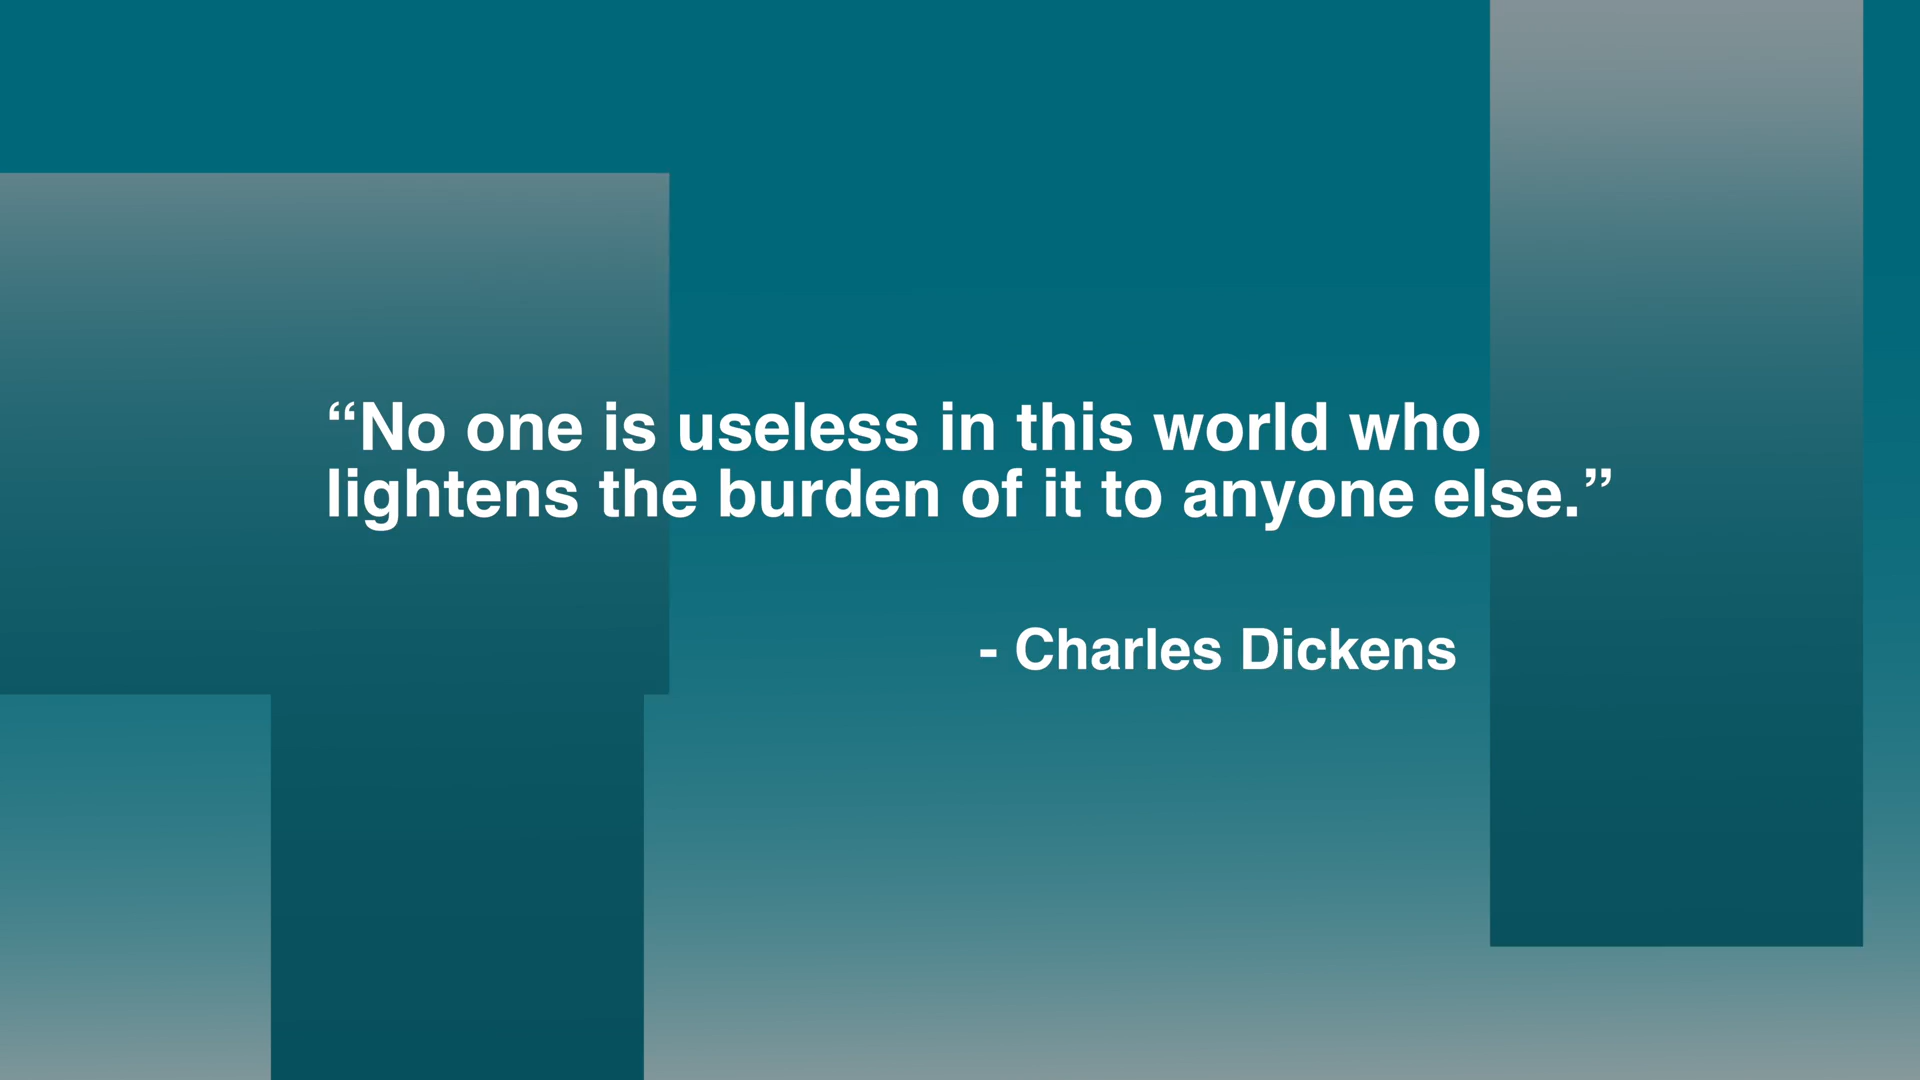 “No one is useless in this world who
lightens the burden of it to anyone else.”
- Charles Dickens